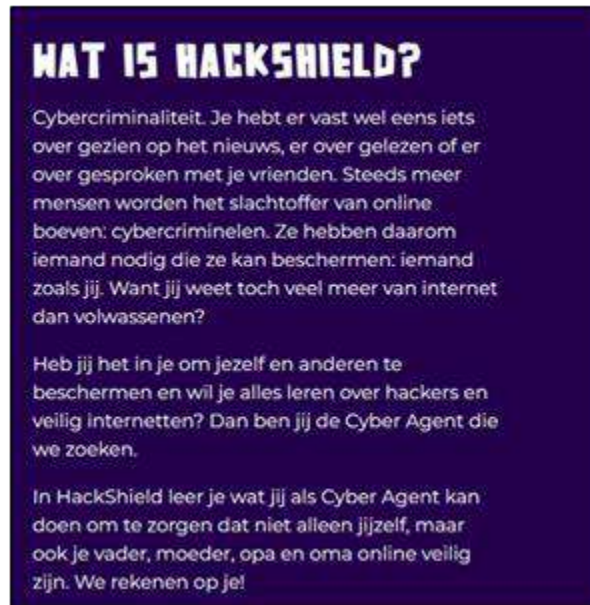 WAT IS HACKSHIELD?
Cybercriminaliteit. Je hebt er vast wel eens iets
over gezien op het nieuws, er over gelezen of er
over gesproken met je vrienden. Steeds meer
mensen worden het slachtoffer van online
boeven: cybercriminelen. Ze hebben daarom
iemand nodig die ze kan beschermen: iemand
zoals jij. Want jij weet toch veel meer van internet
dan volwassenen?
Heb jij het in je om jezelf en anderen te
beschermen en wil je alles leren over hackers en
veilig internetten? Dan ben jij de Cyber Agent die
we zoeken.
In HackShield leer je wat jij als Cyber Agent kan
doen om te zorgen dat niet alleen jijzelf, maar
ook je vader, moeder, opa en oma online veilig
zijn. We rekenen op je!